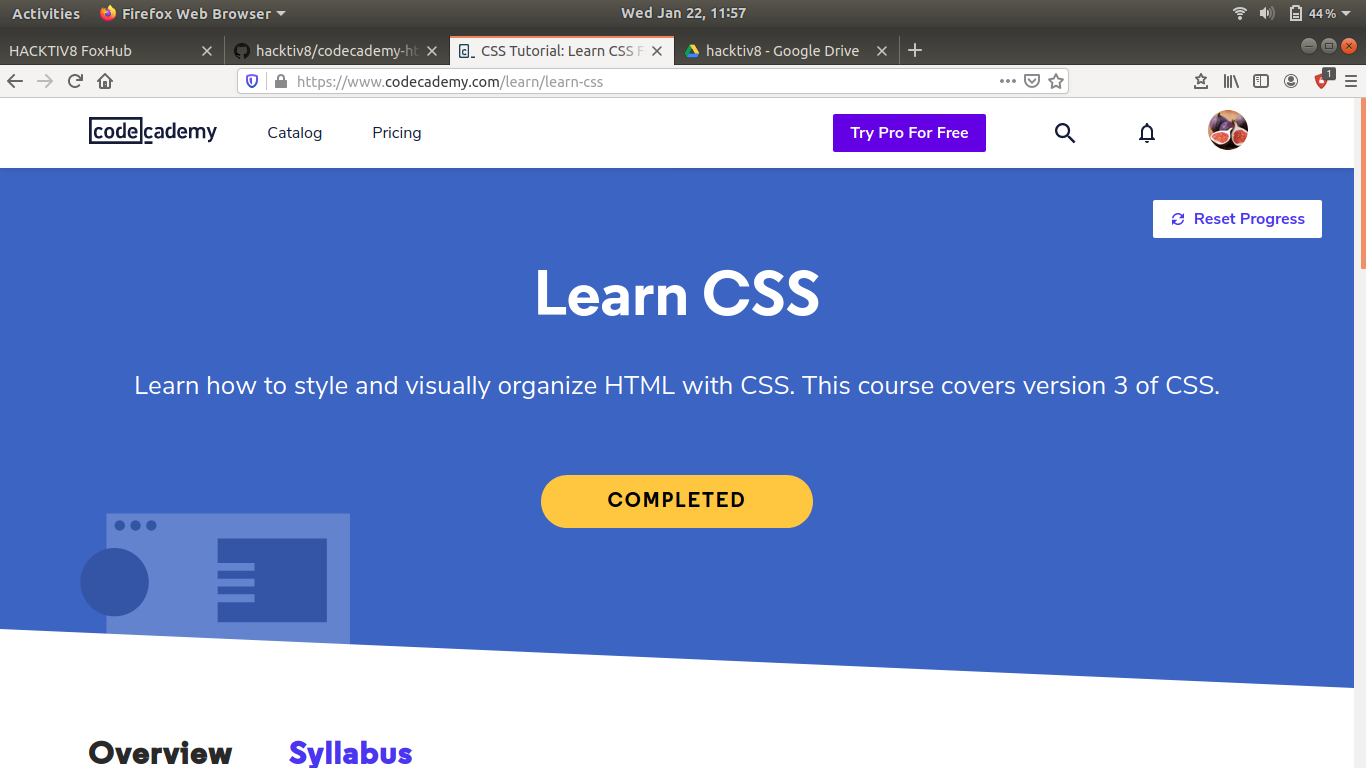 Activities Firefox Web Browser Wed Jan 22, 11:57 44%
HACKTIV8 FoxHub hacktiv8/codecademy-ht CSS Tutorial: Learn CSS F hacktiv8 - Google Drive
https://www.codecademy.com/learn/learn-css 1
codecademy Catalog Pricing Try Pro For Free
Reset Progress
Learn CSS
Learn how to style and visually organize HTML with CSS. This course covers version 3 of CSS.
COMPLETED
Overview Syllabus